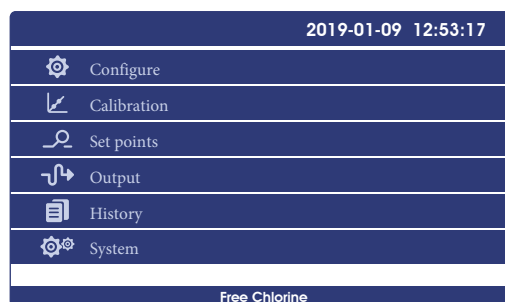 2019-01-09 12:53:17
Configure
Calibration
Set points
Output
History
System
Free Chlorine